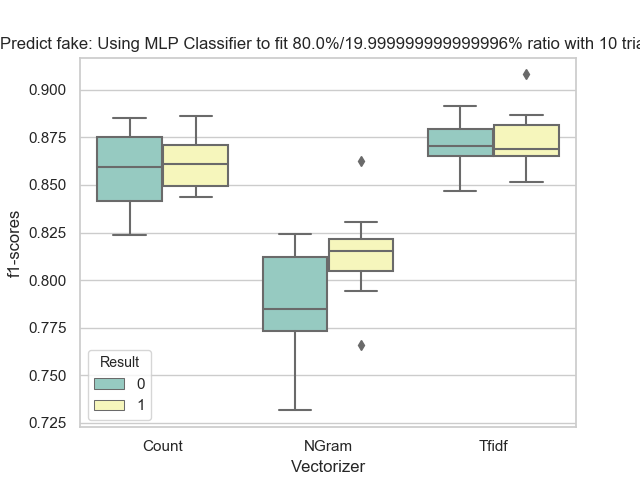 Predict fake: Using MLP Classifier to fit 80.0%/19.999999999999996% ratio with 10 tria
0.900
0.875
0.850
0.825
0.800
0.775
0.750
0.725
f1-scores
Result
0
1
Count
NGram
Tfidf
Vectorizer